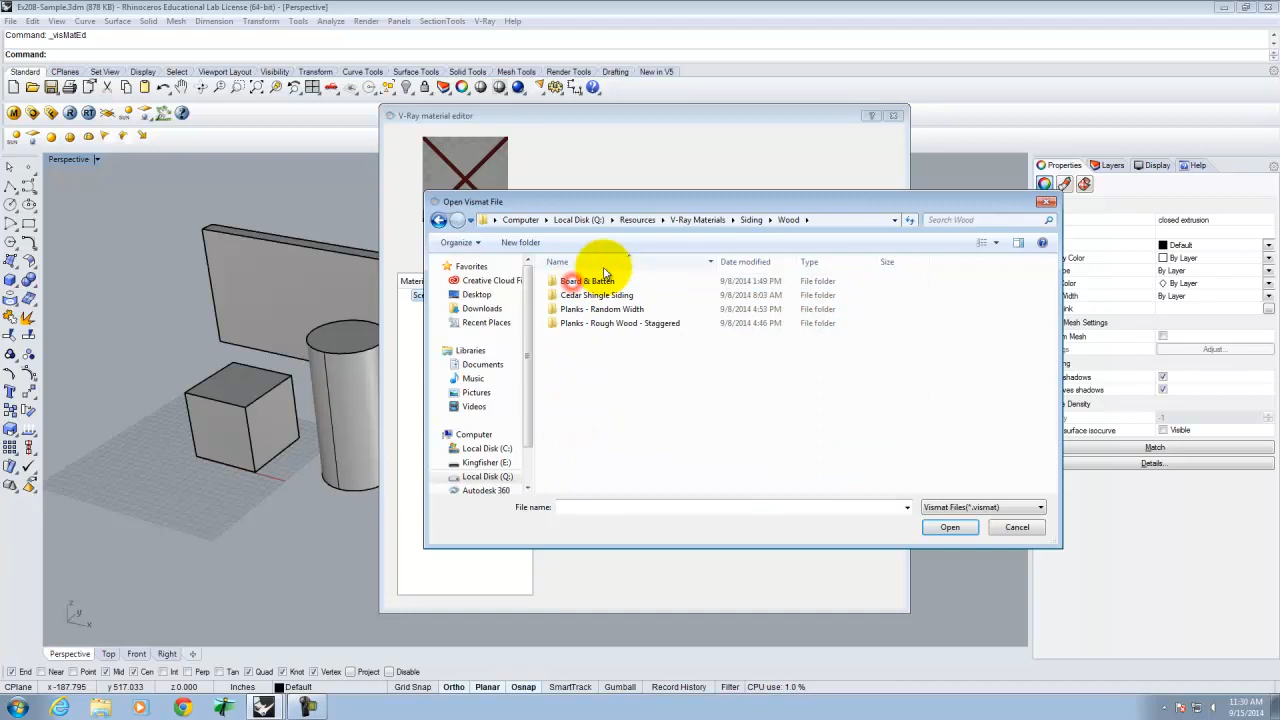 Ex208-Sample.3dm (878 KB) - Rhinoceros Educational Lab License (64-bit) - [Perspective]
File Edit View Curve Surface Solid Mesh Dimension Transform Tools Analyze Render Panels SectionTools V-Ray Help
Command: _visMatEd
Command:
Standard CPlanes Set View Display Select Viewport Layout Visibility Transform Curve Tools Surface Tools Solid Tools Mesh Tools Render Tools Drafting New in V5
V-Ray material editor
Perspective
Properties Layers Display Help
Open Vismat File
Computer Local Disk (Q:) Resources V-Ray Materials Siding Wood Search Wood
closed extrusion
Organize New folder
Default
Name Date modified Type Size
Color By Layer
Favorites
Creative Cloud Fi
Board & Batten 9/8/2014 1:49 PM File folder
By Layer
Desktop
Cedar Shingle Siding 9/8/2014 8:03 AM File folder
Width By Layer
Downloads
Planks - Random Width 9/8/2014 4:53 PM File folder
Recent Places
Planks - Rough Wood - Staggered 9/8/2014 4:46 PM File folder
Mesh Settings
Adjust...
Libraries
Documents
Music
shadows
Pictures
ves shadows
Videos
Density
-1
Computer
surface isocurve Visible
Local Disk (C:)
Match
Kingfisher (E:)
Details...
Local Disk (Q:)
Autodesk 360
File name: Vismat Files(*.vismat)
Open Cancel
z
y
x
Perspective Top Front Right
End Near Point Mid Cen Int Perp Tan Quad Knot Vertex Project Disable
CPlane x -187.795 y 517.033 z 0.000 Inches Default Grid Snap Ortho Planar Osnap SmartTrack Gumball Record History Filter CPU use: 1.0 %
11:30 AM
9/15/2014